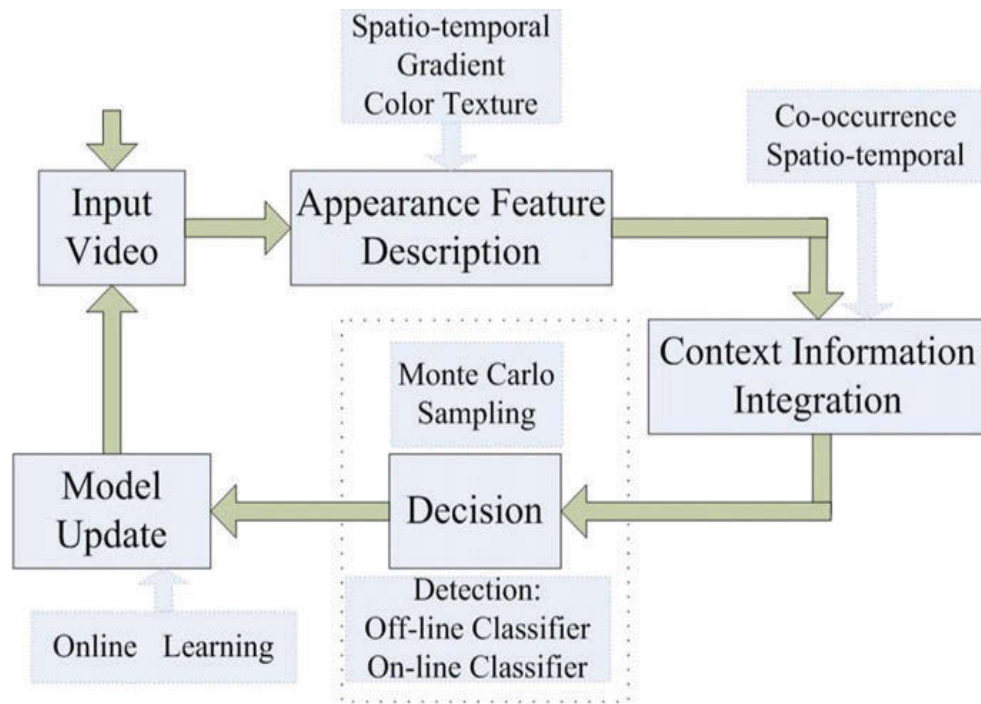 Spatio-temporal
Gradient
Color Texture
Co-occurrence
Spatio-temporal
Input
Video
Appearance Feature
Description
Context Information
Integration
Monte Carlo
Sampling
Decision
Detection:
Off-line Classifier
On-line Classifier
Model
Update
Online Learning